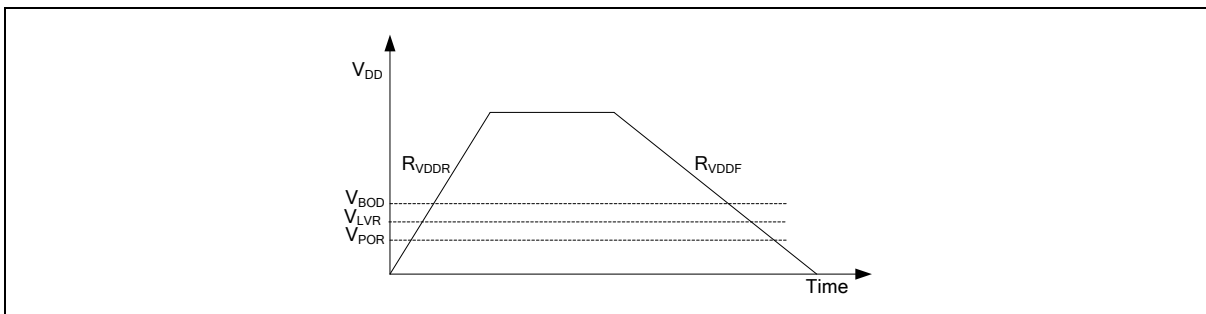 VDD
RVDDR
RVDDF
VBOD
VLVR
VPOR
Time